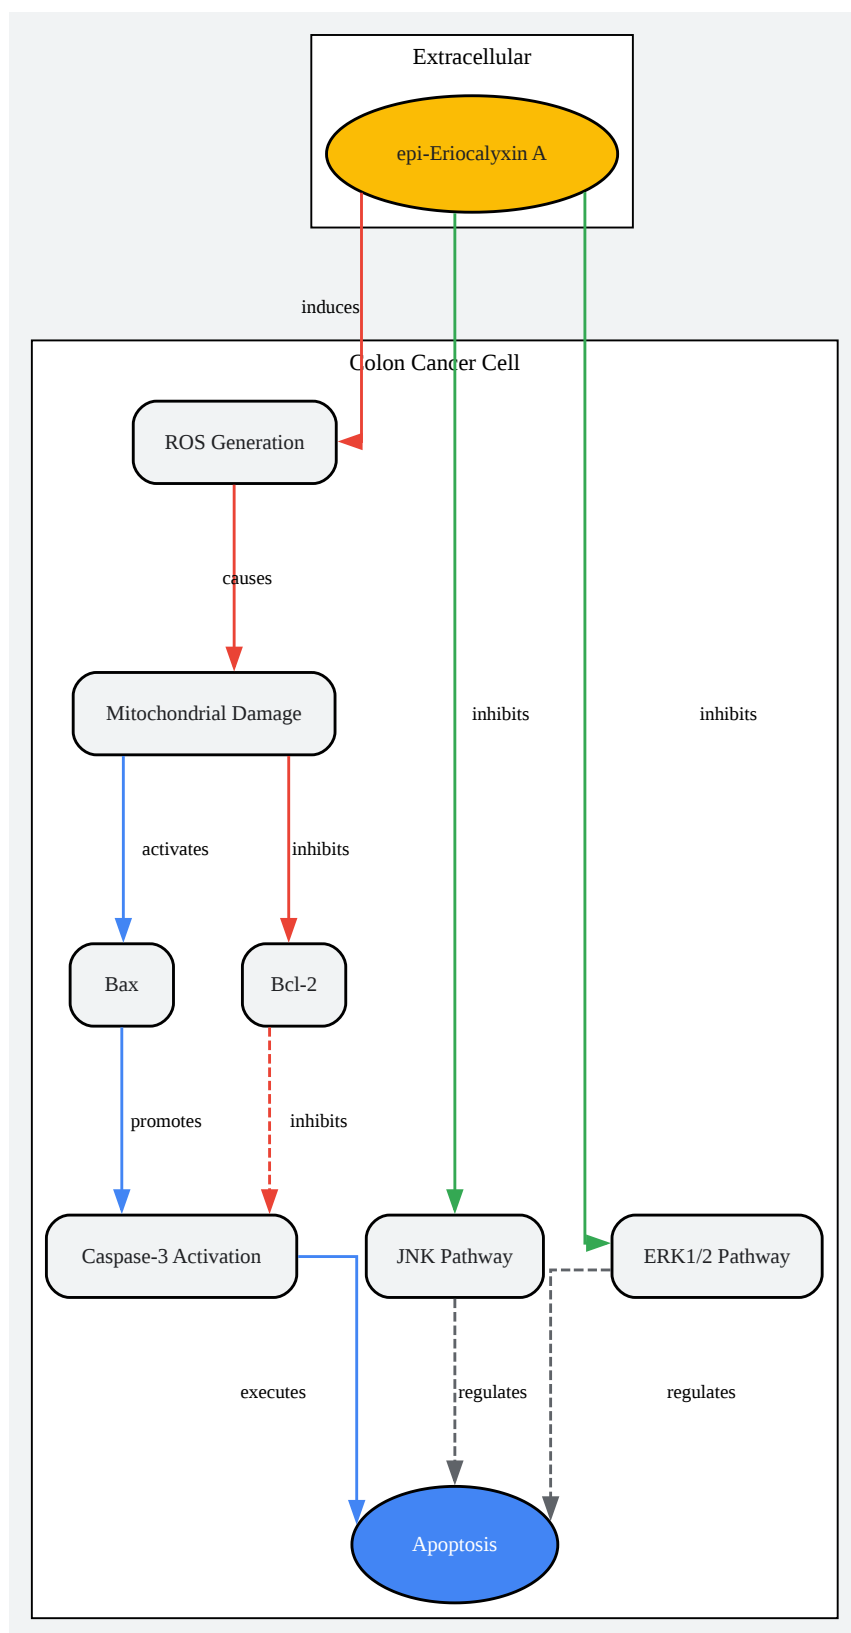 Extracellular
epi-Eriocalyxin A
induces
Colon Cancer Cell
ROS Generation
causes
Mitochondrial Damage
inhibits
inhibits
activates
inhibits
Bax
Bcl-2
promotes
inhibits
Caspase-3 Activation
JNK Pathway
ERK1/2 Pathway
executes
regulates
regulates
Apoptosis